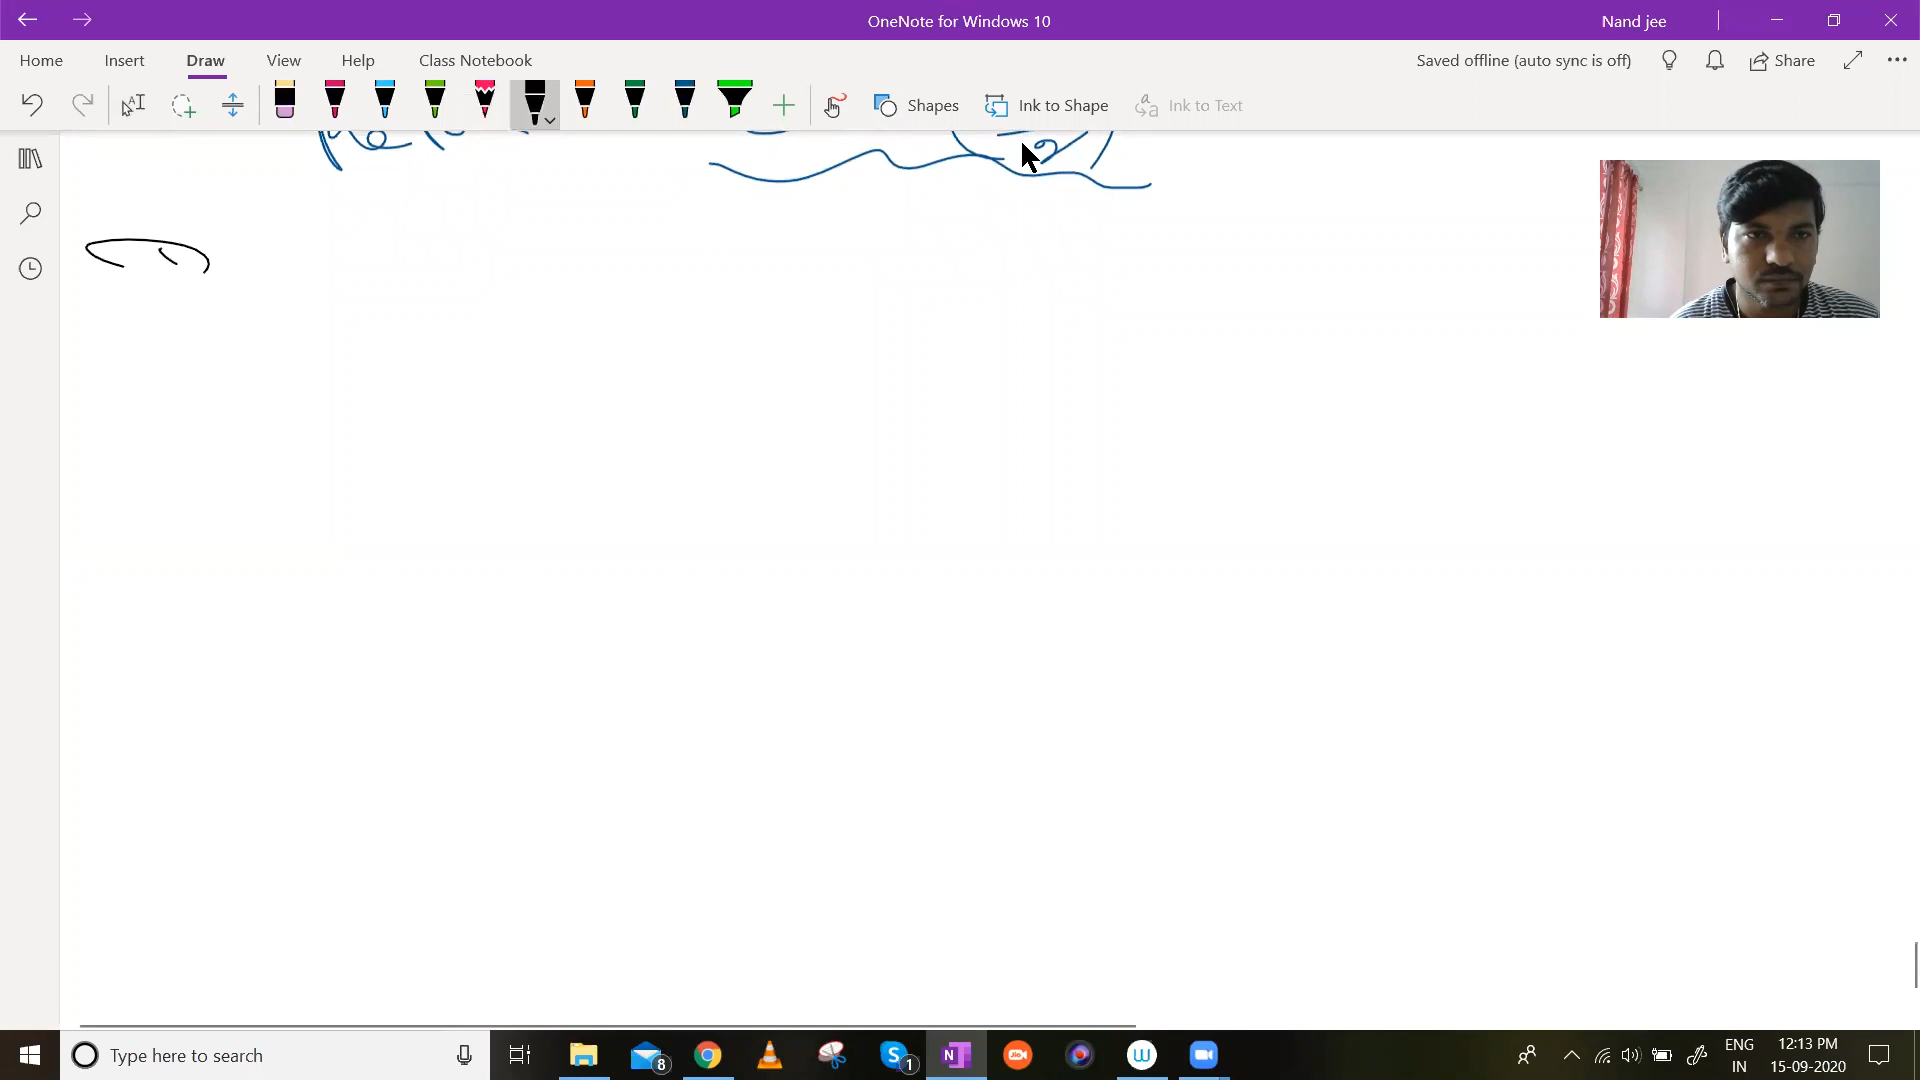 OneNote for Windows 10
Nand jee
Home Insert Draw View Help Class Notebook
Saved offline (auto sync is off) Share
Shapes Ink to Shape Ink to Text
Type here to search
8
1
ENG
IN
12:13 PM
15-09-2020